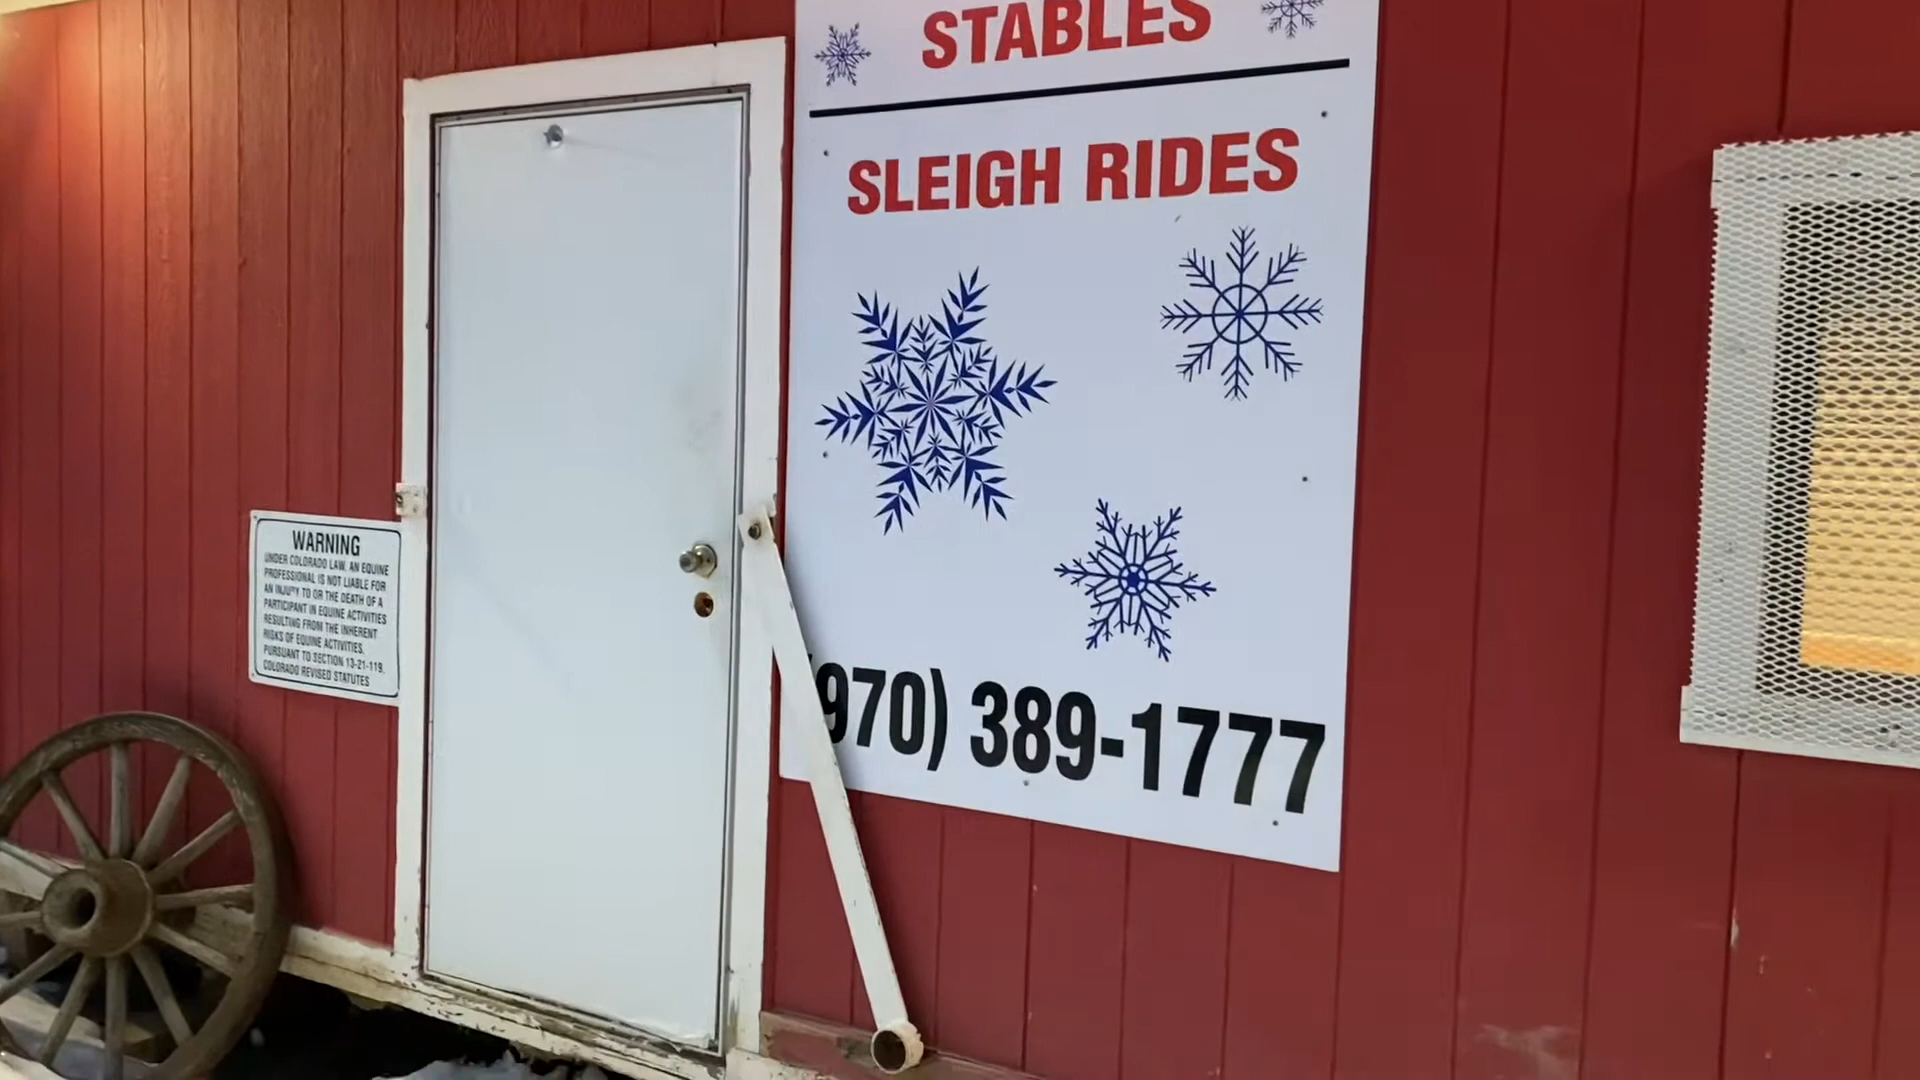 STABLES
SLEIGH RIDES
(970) 389-1777
WARNING
UNDER COLORADO LAW, AN EQUINE
PROFESSIONAL IS NOT LIABLE FOR
AN INJURY TO OR THE DEATH OF A
PARTICIPANT IN EQUINE ACTIVITIES
RESULTING FROM THE INHERENT
RISKS OF EQUINE ACTIVITIES,
PURSUANT TO SECTION 13-21-119,
COLORADO REVISED STATUTES